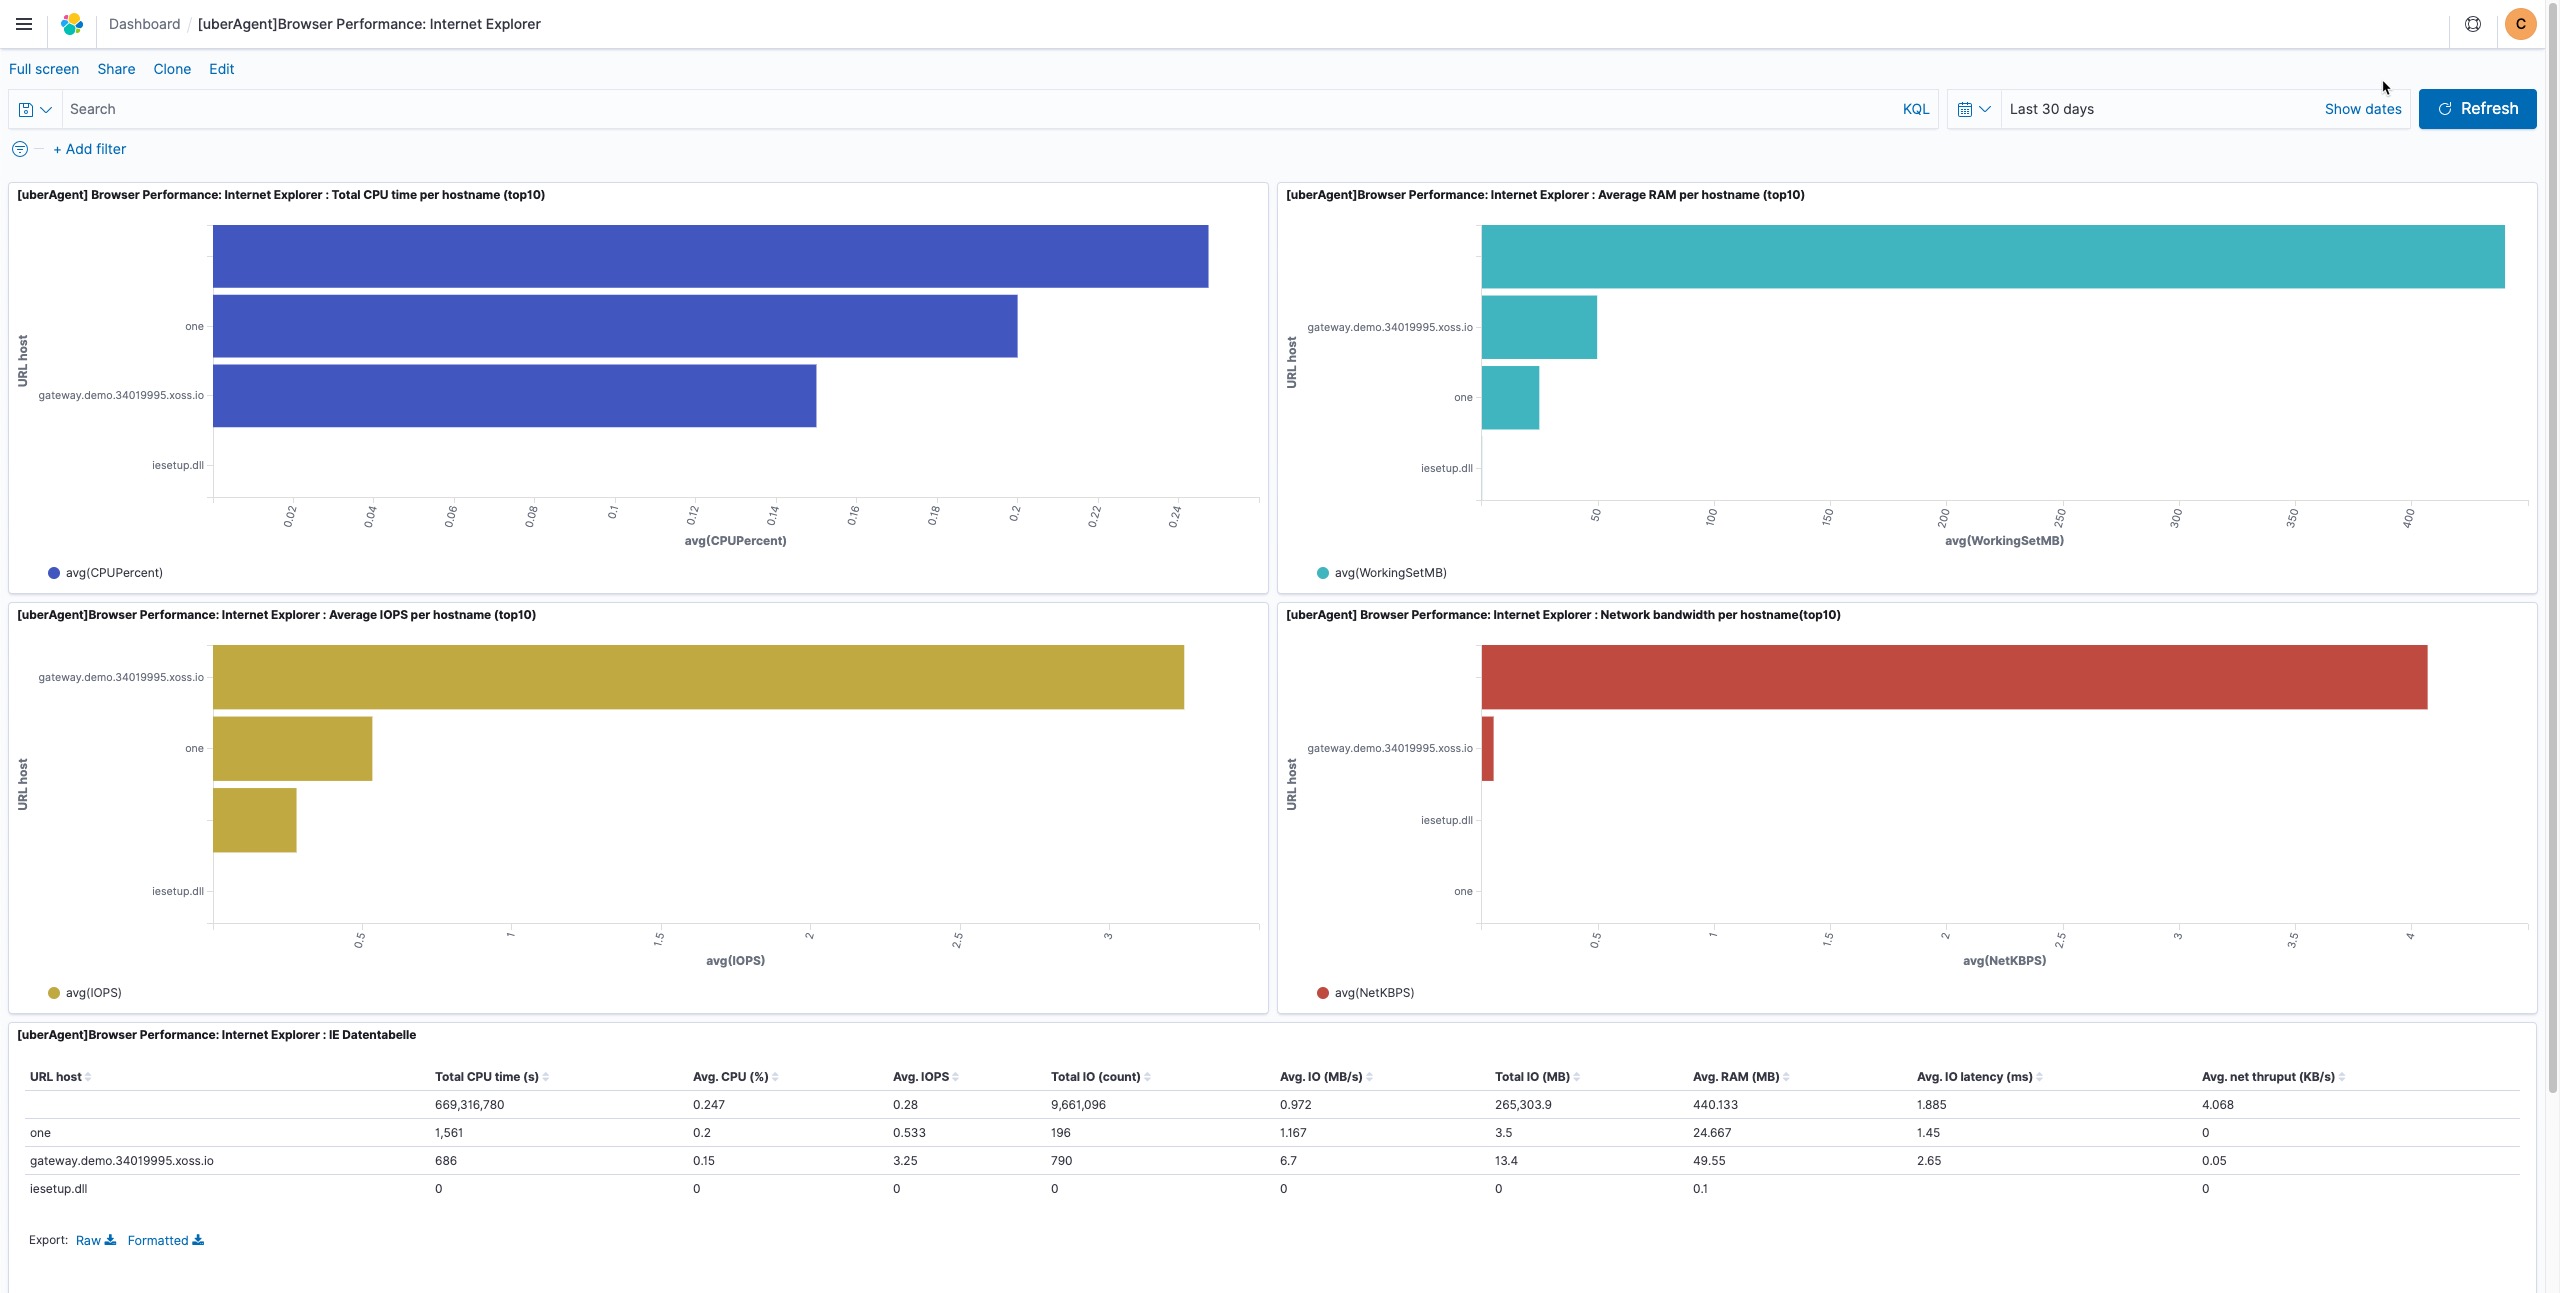 Dashboard / [uberAgent]Browser Performance: Internet Explorer
C
Full screen Share Clone Edit
Search KQL Last 30 days Show dates Refresh
+ Add filter
[uberAgent] Browser Performance: Internet Explorer : Total CPU time per hostname (top10)
URL host
one
gateway.demo.34019995.xoss.io
iesetup.dll
0.02 0.04 0.06 0.08 0.1 0.12 0.14 0.16 0.18 0.2 0.22 0.24
avg(CPUPercent)
avg(CPUPercent)
[uberAgent]Browser Performance: Internet Explorer : Average RAM per hostname (top10)
URL host
gateway.demo.34019995.xoss.io
one
iesetup.dll
50 100 150 200 250 300 350 400
avg(WorkingSetMB)
avg(WorkingSetMB)
[uberAgent]Browser Performance: Internet Explorer : Average IOPS per hostname (top10)
URL host
gateway.demo.34019995.xoss.io
one
iesetup.dll
0.5 1 1.5 2 2.5 3
avg(IOPS)
avg(IOPS)
[uberAgent] Browser Performance: Internet Explorer : Network bandwidth per hostname(top10)
URL host
gateway.demo.34019995.xoss.io
iesetup.dll
one
0.5 1 1.5 2 2.5 3 3.5 4
avg(NetKBPS)
avg(NetKBPS)
[uberAgent]Browser Performance: Internet Explorer : IE Datentabelle
URL host Total CPU time (s) Avg. CPU (%) Avg. IOPS Total IO (count) Avg. IO (MB/s) Total IO (MB) Avg. RAM (MB) Avg. IO latency (ms) Avg. net thruput (KB/s)
669,316,780 0.247 0.28 9,661,096 0.972 265,303.9 440.133 1.885 4.068
one 1,561 0.2 0.533 196 1.167 3.5 24.667 1.45 0
gateway.demo.34019995.xoss.io 686 0.15 3.25 790 6.7 13.4 49.55 2.65 0.05
iesetup.dll 0 0 0 0 0 0 0.1 0
Export: Raw Formatted